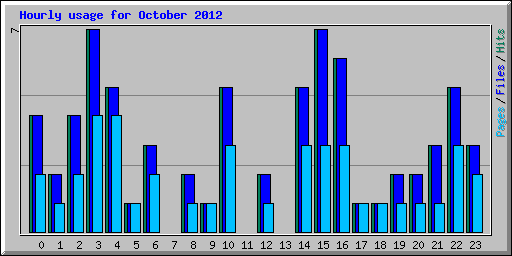 Hourly usage for October 2012
7
Pages/Files/Hits
0 1 2 3 4 5 6 7 8 9 10 11 12 13 14 15 16 17 18 19 20 21 22 23